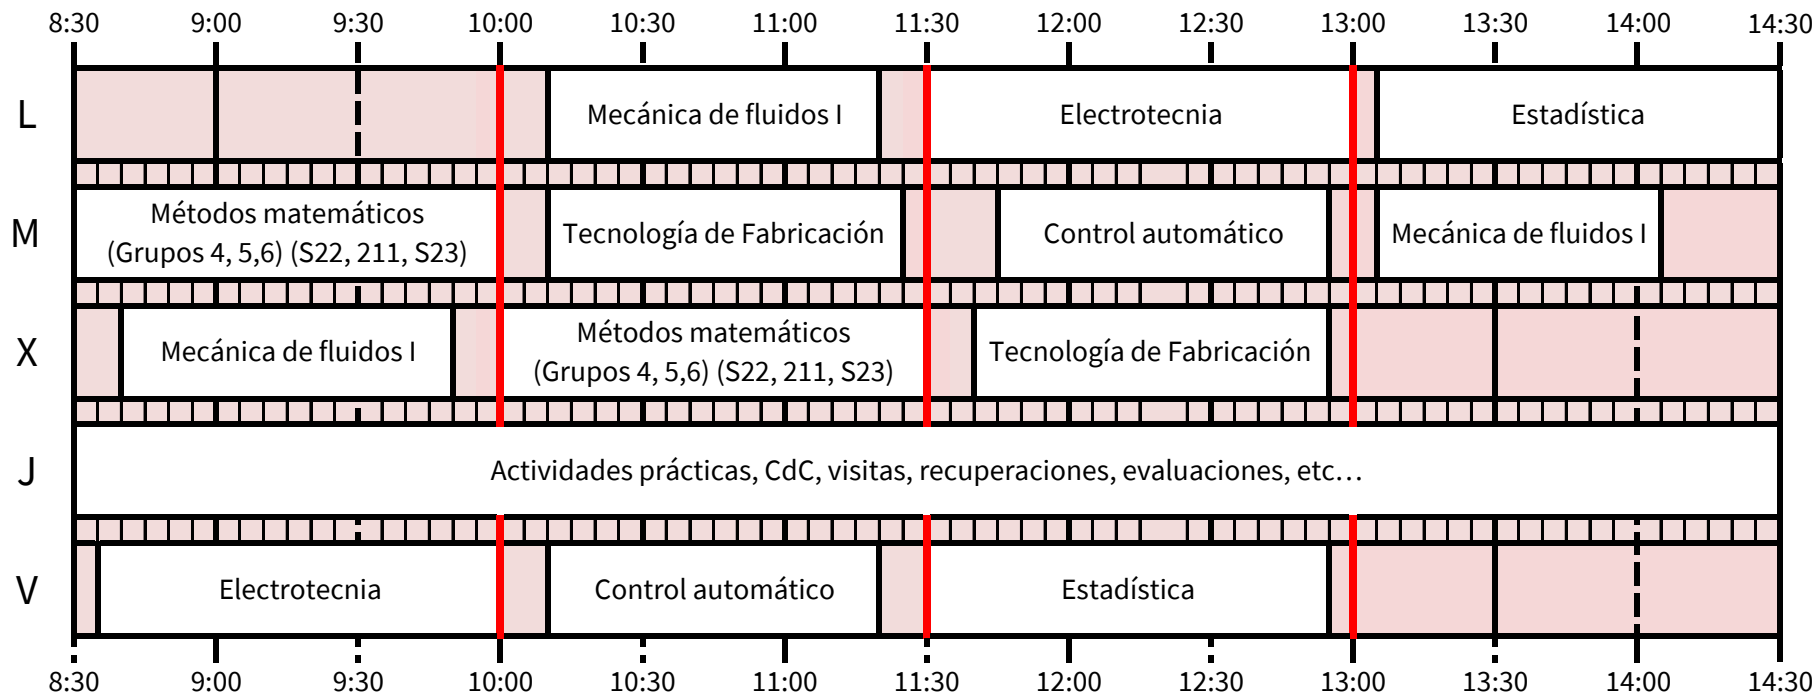 8:30 9:00 9:30 10:00 10:30 11:00 11:30 12:00 12:30 13:00 13:30 14:00 14:30
L Mecánica de fluidos I Electrotecnia Estadística
M Métodos matemáticos
(Grupos 4, 5,6) (S22, 211, S23)
Tecnología de Fabricación Control automático Mecánica de fluidos I
X Mecánica de fluidos I
Métodos matemáticos
(Grupos 4, 5,6) (S22, 211, S23)
Tecnología de Fabricación
J Actividades prácticas, CdC, visitas, recuperaciones, evaluaciones, etc…
V Electrotecnia Control automático Estadística
8:30 9:00 9:30 10:00 10:30 11:00 11:30 12:00 12:30 13:00 13:30 14:00 14:30